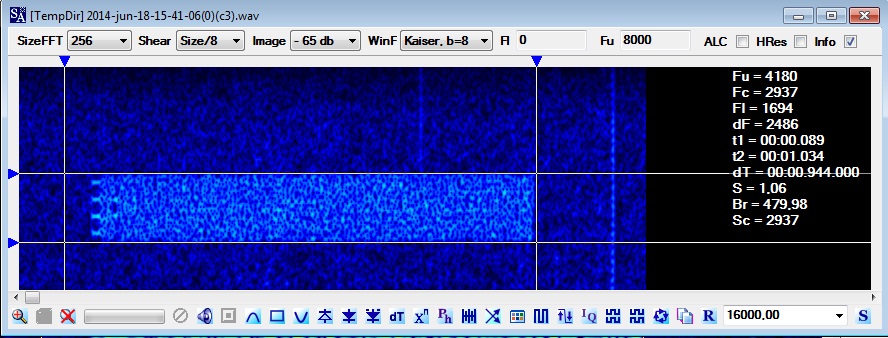 SA [TempDir] 2014-jun-18-15-41-06(0)(c3).wav
SizeFFT 256 Shear Size/8 Image - 65 db WinF Kaiser, b=8 Fl 0 Fu 8000 ALC HRes Info
Fu = 4180
Fc = 2937
Fl = 1694
dF = 2486
t1 = 00:00.089
t2 = 00:01.034
dT = 00:00.944.000
S = 1,06
Br = 479,98
Sc = 2937
dT xⁿ Ph IQ R 16000,00 S